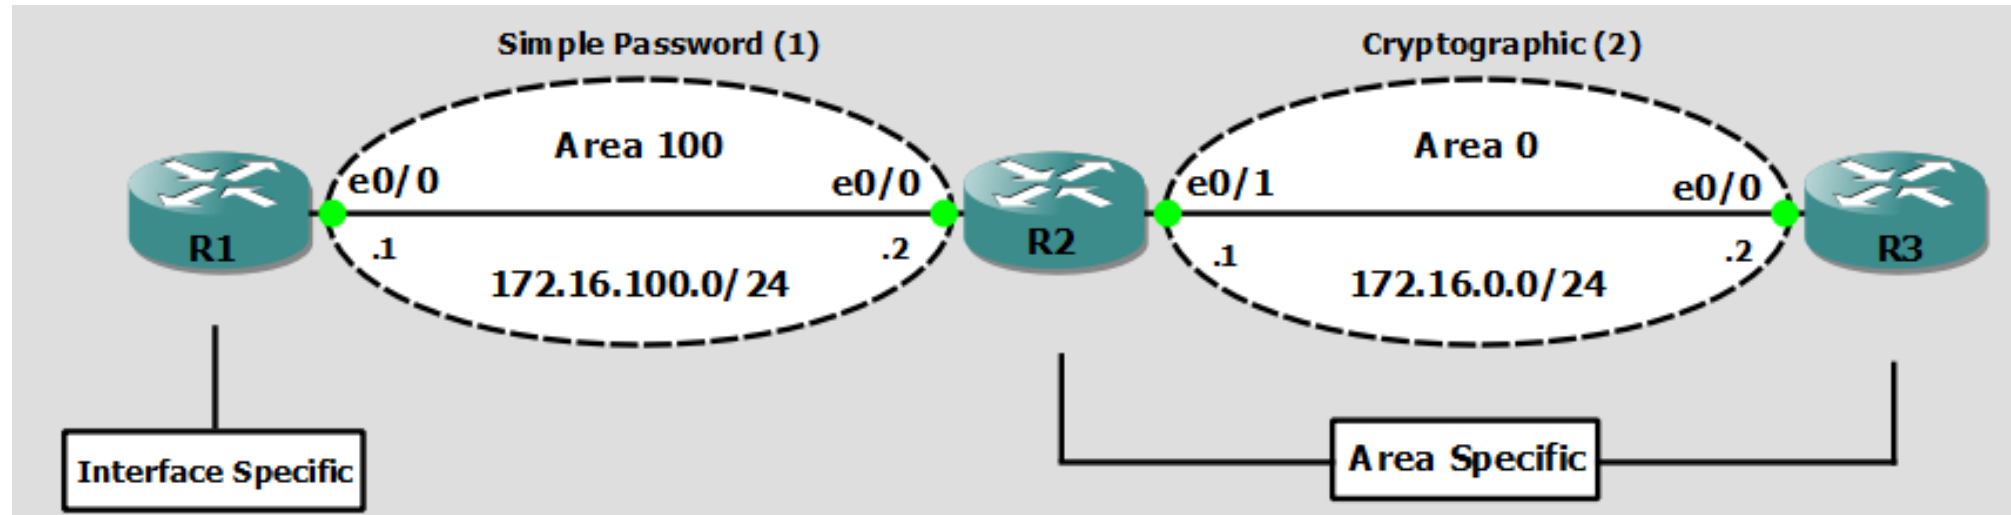 Simple Password (1)
Cryptographic (2)
Area 100
Area 0
e0/0
e0/0
e0/1
e0/0
R1
R2
R3
.1
.2
.1
.2
172.16.100.0/24
172.16.0.0/24
Interface Specific
Area Specific